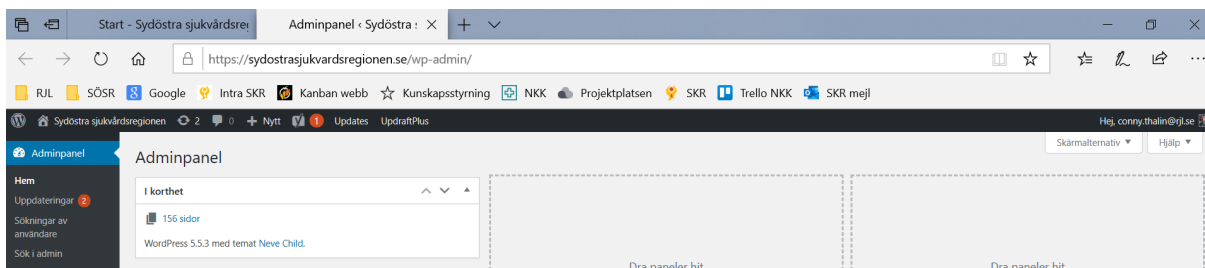 Start - Sydöstra sjukvårdsreg
Adminpanel ‹ Sydöstra s
https://sydostrasjukvardsregionen.se/wp-admin/
RJL SÖSR Google Intra SKR Kanban webb Kunskapsstyrning NKK Projektplatsen SKR Trello NKK SKR mejl
Sydöstra sjukvårdsregionen 2 0 Nytt 1 Updates UpdraftPlus Hej, conny.thalin@rjl.se
Adminpanel Adminpanel Skärmalternativ Hjälp
Hem
Uppdateringar 2
Sökningar av
användare
Sök i admin
I korthet
156 sidor
WordPress 5.5.3 med temat Neve Child.
Dra paneler hit
Dra paneler hit